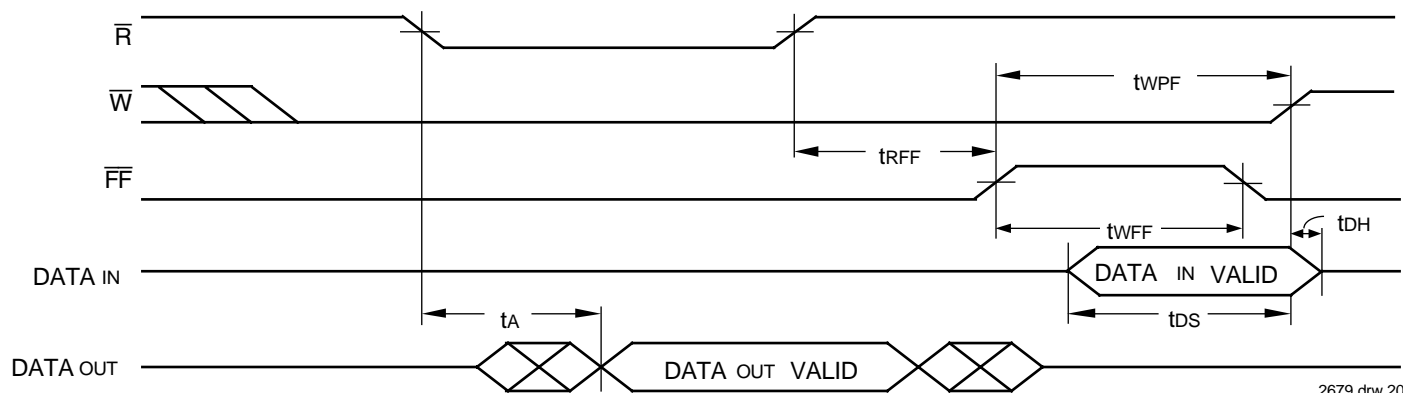 R̅
tWPF
W̅
tRFF
F̅F̅
tWFF
tDH
DATA IN
DATA IN VALID
tA
tDS
DATA OUT
DATA OUT VALID
2679 drw 20